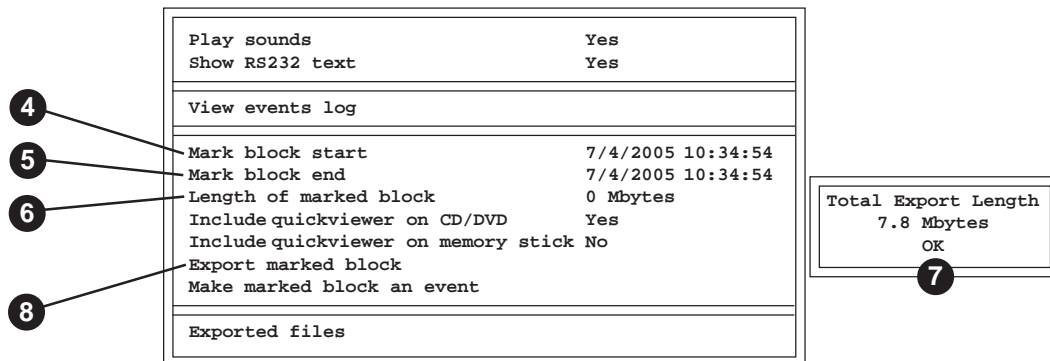 Play sounds Yes
Show RS232 text Yes
View events log
4
5
6
8
Mark block start 7/4/2005 10:34:54
Mark block end 7/4/2005 10:34:54
Length of marked block 0 Mbytes
Include quickviewer on CD/DVD Yes
Include quickviewer on memory stick No
Export marked block
Make marked block an event
Exported files
Total Export Length
7.8 Mbytes
OK
7